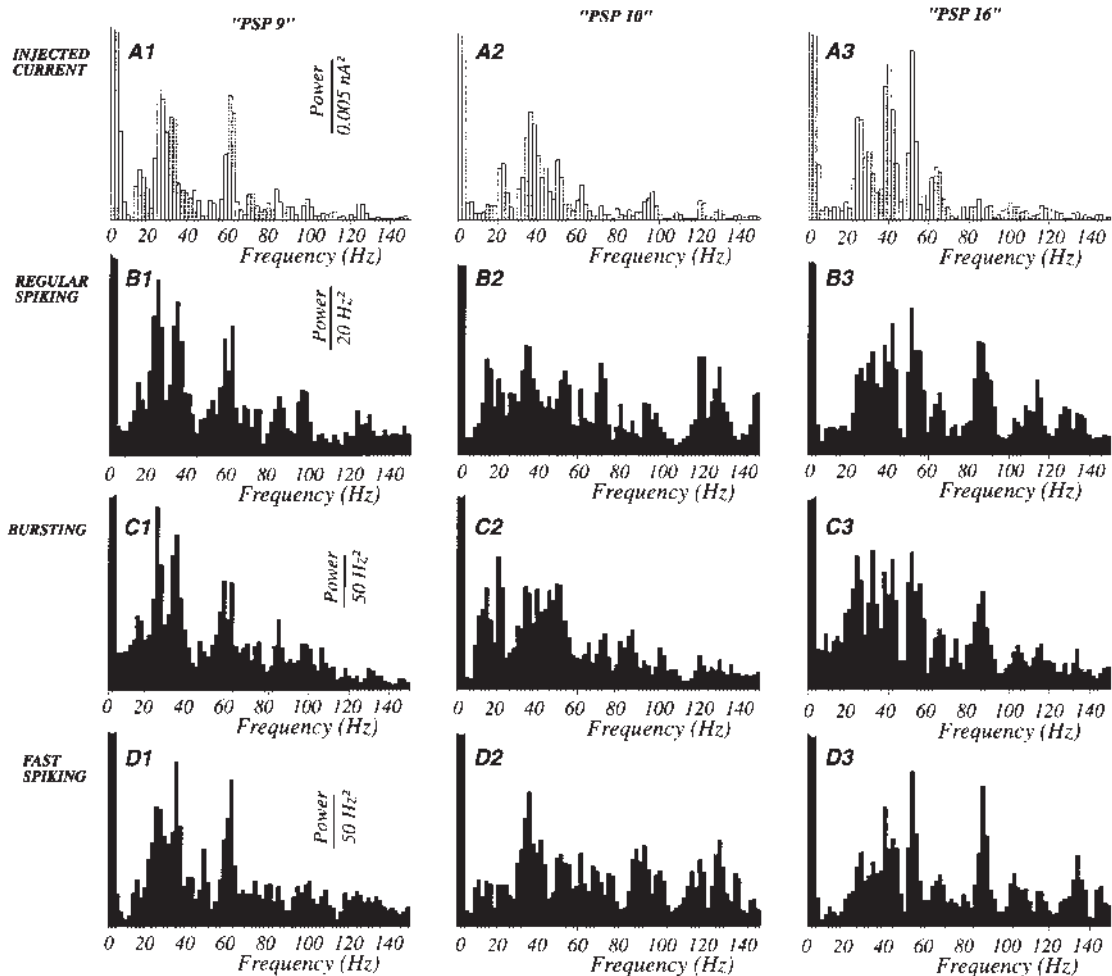 "PSP 9" "PSP 10" "PSP 16"
INJECTED
CURRENT
A1 A2 A3
Power
0.005 nA²
0 20 40 60 80 100 120 140 0 20 40 60 80 100 120 140 0 20 40 60 80 100 120 140
Frequency (Hz) Frequency (Hz) Frequency (Hz)
REGULAR
SPIKING
B1 B2 B3
Power
20 Hz²
0 20 40 60 80 100 120 140 0 20 40 60 80 100 120 140 0 20 40 60 80 100 120 140
Frequency (Hz) Frequency (Hz) Frequency (Hz)
BURSTING
C1 C2 C3
Power
50 Hz²
0 20 40 60 80 100 120 140 0 20 40 60 80 100 120 140 0 20 40 60 80 100 120 140
Frequency (Hz) Frequency (Hz) Frequency (Hz)
FAST
SPIKING
D1 D2 D3
Power
50 Hz²
0 20 40 60 80 100 120 140 0 20 40 60 80 100 120 140 0 20 40 60 80 100 120 140
Frequency (Hz) Frequency (Hz) Frequency (Hz)